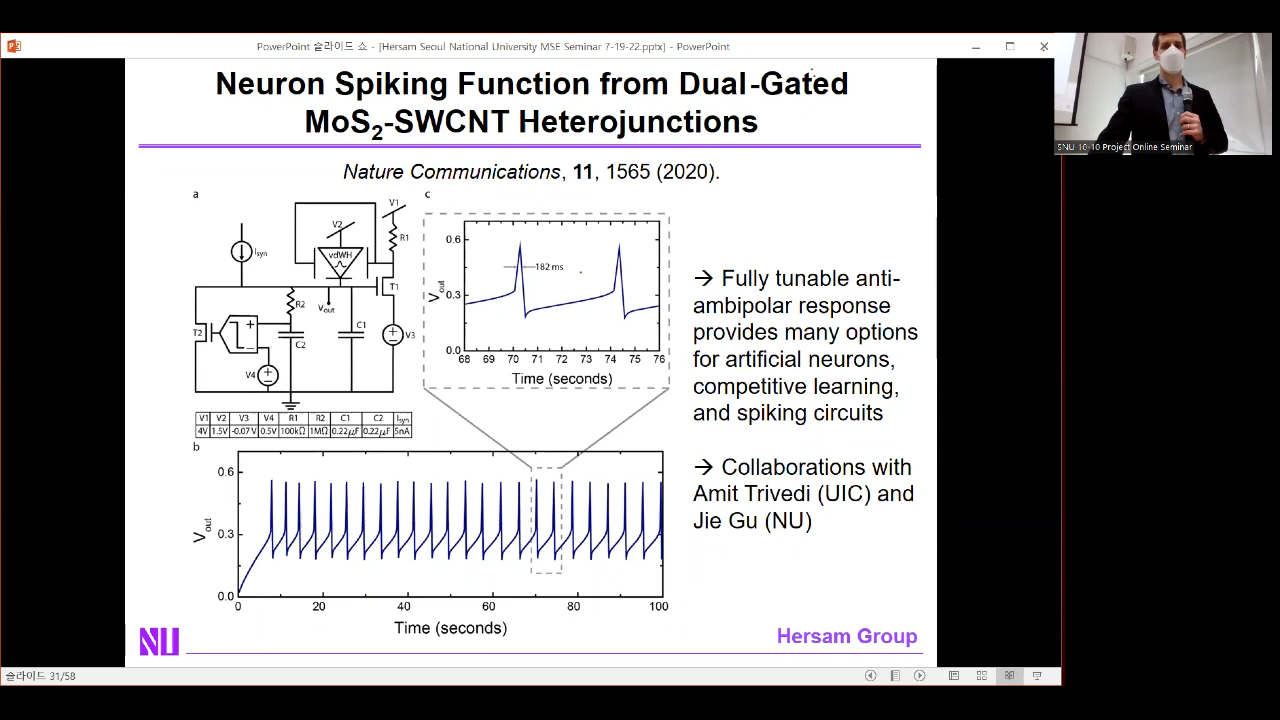 PowerPoint 슬라이드 쇼 - [Hersam Seoul National University MSE Seminar 7-19-22.pptx] - PowerPoint
SNU 10-10 Project Online Seminar
Neuron Spiking Function from Dual-Gated
MoS2-SWCNT Heterojunctions
Nature Communications, 11, 1565 (2020).
a
Isyn
V2
vdWH
V1
R1
T1
R2
Vout
C1
T2
+
−
C2
+
−
V3
V4
+
−
V1 V2 V3 V4 R1 R2 C1 C2 Isyn
4V 1.5V -0.07 V 0.5V 100kΩ 1MΩ 0.22μF 0.22μF 5nA
c
0.6
0.3
0.0
Vout
182 ms
68 69 70 71 72 73 74 75 76
Time (seconds)
b
0.6
0.3
0.0
Vout
0 20 40 60 80 100
Time (seconds)
→ Fully tunable anti-
ambipolar response
provides many options
for artificial neurons,
competitive learning,
and spiking circuits
→ Collaborations with
Amit Trivedi (UIC) and
Jie Gu (NU)
NU
Hersam Group
슬라이드 31/58